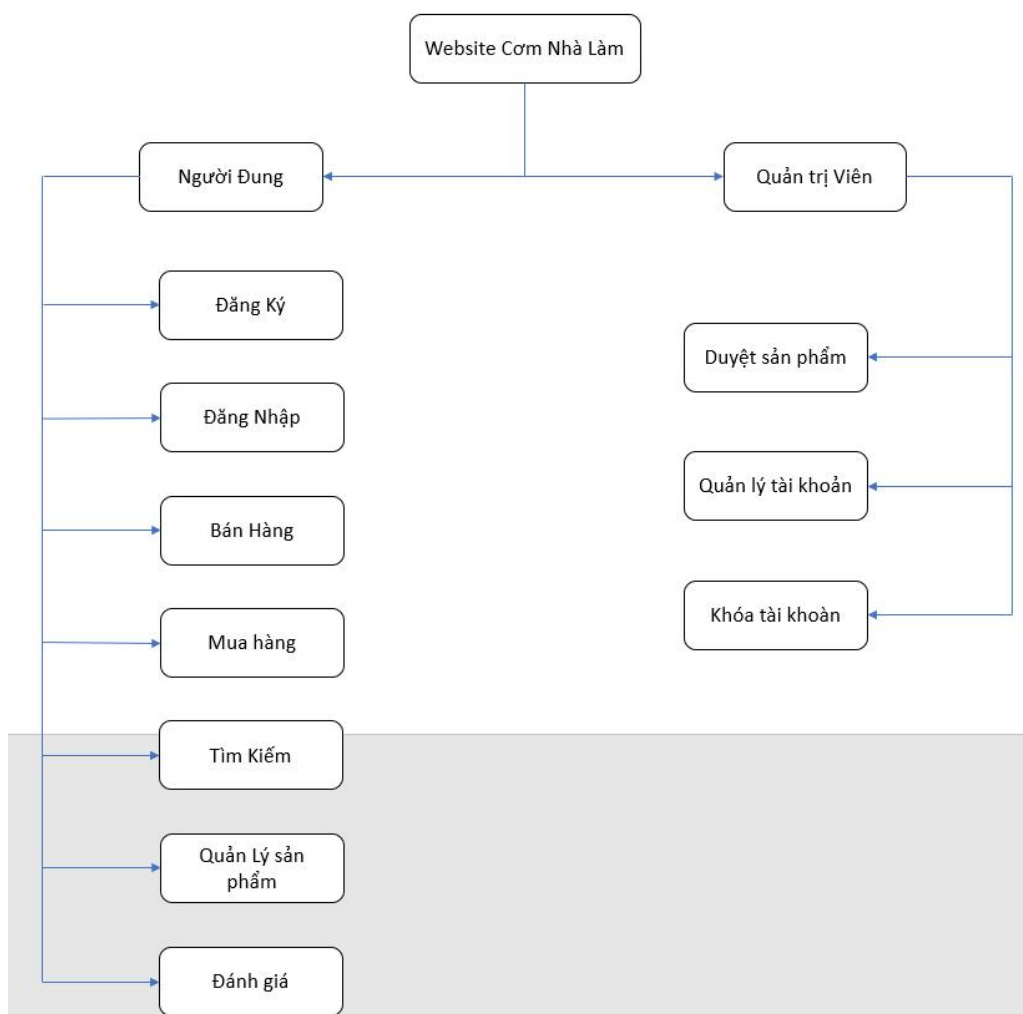 Website Cơm Nhà Làm
Người Đung
Quản trị Viên
Đăng Ký
Duyệt sản phẩm
Đăng Nhập
Quản lý tài khoản
Bán Hàng
Khóa tài khoàn
Mua hàng
Tìm Kiếm
Quản Lý sản
phẩm
Đánh giá